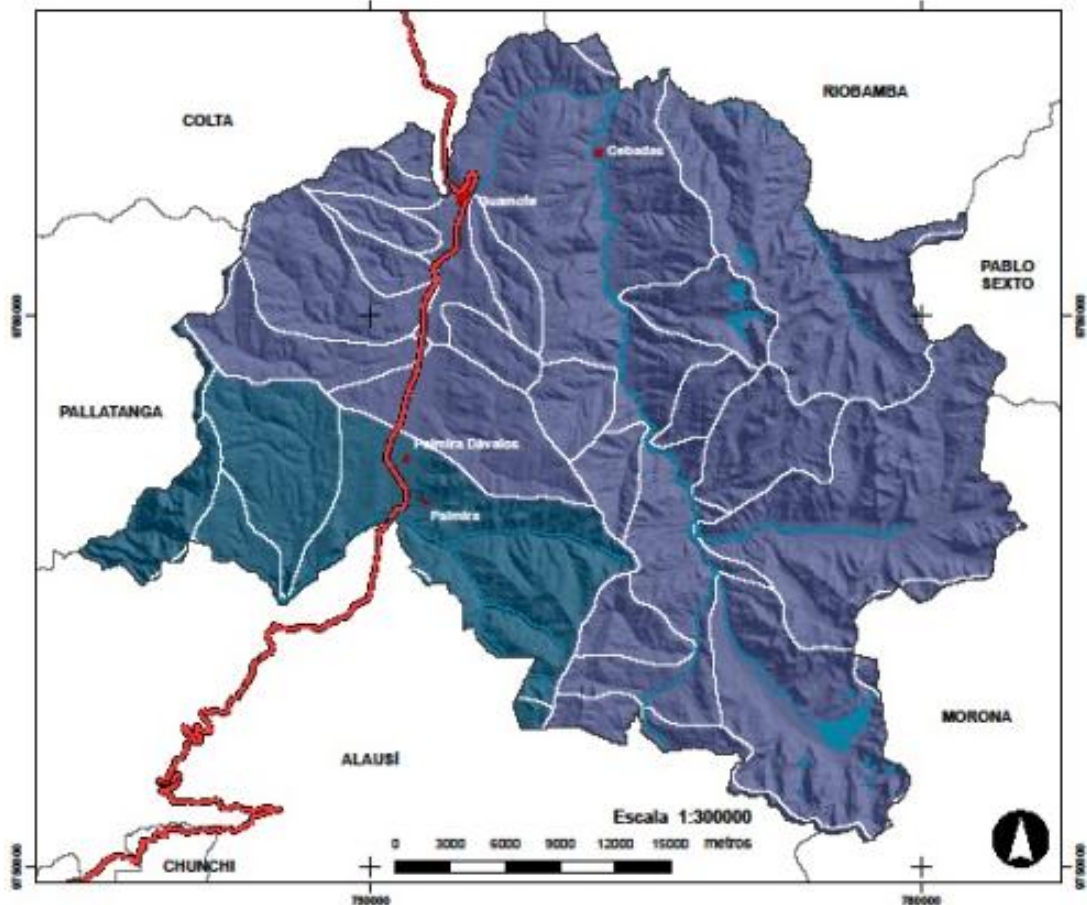 RIOBAMBA
COLTA
Cebadas
Guamote
PABLO
SEXTO
PALLATANGA
Palmira Dávalos
Palmira
MORONA
ALAUSÍ
Escala 1:300000
0 3000 6000 9000 12000 15000 metros
CHUNCHI
750000
780000